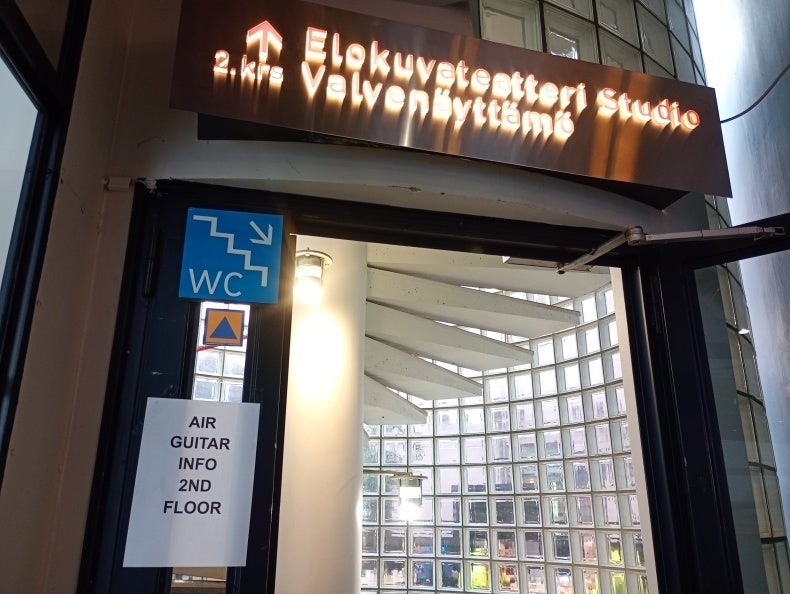 Elokuvateatteri Studio
2. krs Valvenäyttämö
WC
AIR
GUITAR
INFO
2ND
FLOOR